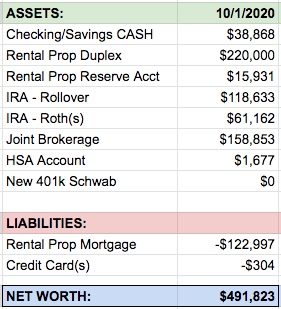 ASSETS: 10/1/2020
Checking/Savings CASH $38,868
Rental Prop Duplex $220,000
Rental Prop Reserve Acct $15,931
IRA - Rollover $118,633
IRA - Roth(s) $61,162
Joint Brokerage $158,853
HSA Account $1,677
New 401k Schwab $0
LIABILITIES:
Rental Prop Mortgage -$122,997
Credit Card(s) -$304
NET WORTH: $491,823